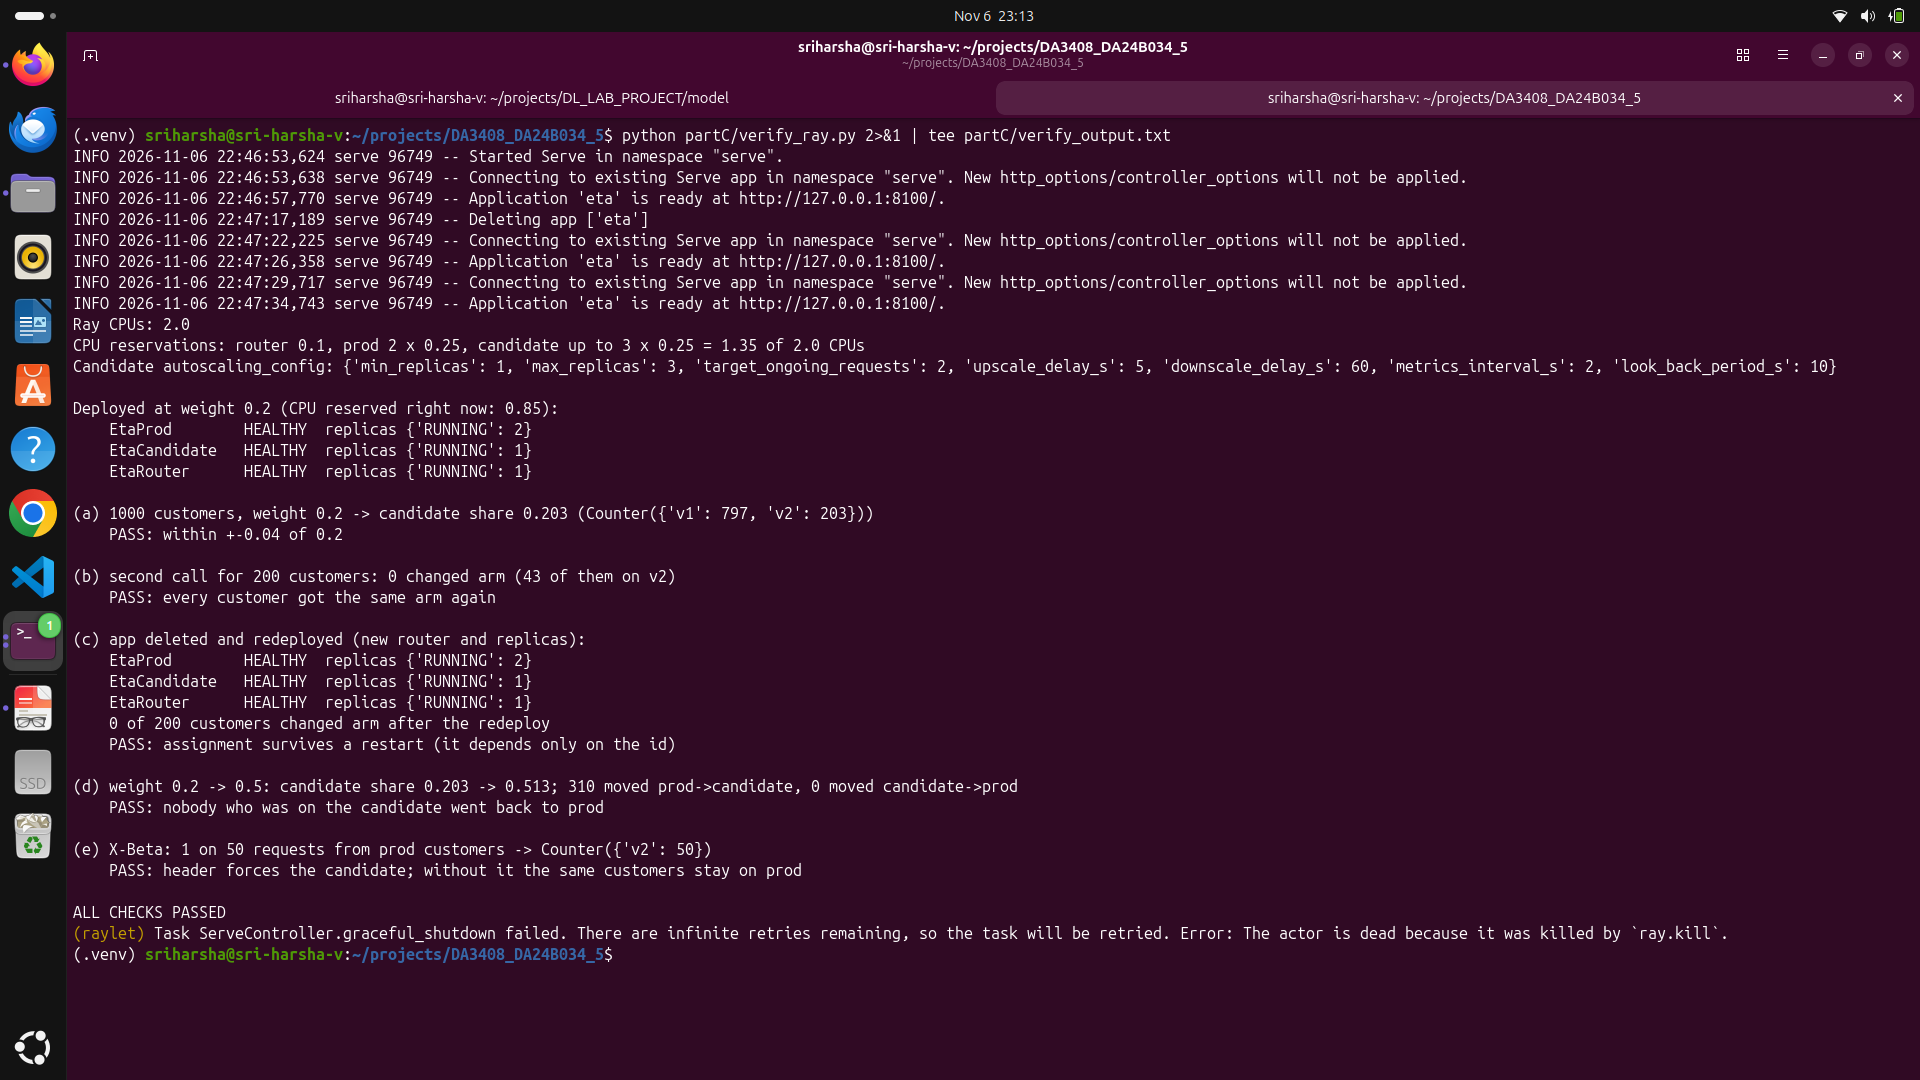 Nov 6 23:13
sriharsha@sri-harsha-v: ~/projects/DA3408_DA24B034_5
~/projects/DA3408_DA24B034_5
sriharsha@sri-harsha-v: ~/projects/DL_LAB_PROJECT/model
sriharsha@sri-harsha-v: ~/projects/DA3408_DA24B034_5
(.venv) sriharsha@sri-harsha-v:~/projects/DA3408_DA24B034_5$ python partC/verify_ray.py 2>&1 | tee partC/verify_output.txt
INFO 2026-11-06 22:46:53,624 serve 96749 -- Started Serve in namespace "serve".
INFO 2026-11-06 22:46:53,638 serve 96749 -- Connecting to existing Serve app in namespace "serve". New http_options/controller_options will not be applied.
INFO 2026-11-06 22:46:57,770 serve 96749 -- Application 'eta' is ready at http://127.0.0.1:8100/.
INFO 2026-11-06 22:47:17,189 serve 96749 -- Deleting app ['eta']
INFO 2026-11-06 22:47:22,225 serve 96749 -- Connecting to existing Serve app in namespace "serve". New http_options/controller_options will not be applied.
INFO 2026-11-06 22:47:26,358 serve 96749 -- Application 'eta' is ready at http://127.0.0.1:8100/.
INFO 2026-11-06 22:47:29,717 serve 96749 -- Connecting to existing Serve app in namespace "serve". New http_options/controller_options will not be applied.
INFO 2026-11-06 22:47:34,743 serve 96749 -- Application 'eta' is ready at http://127.0.0.1:8100/.
Ray CPUs: 2.0
CPU reservations: router 0.1, prod 2 x 0.25, candidate up to 3 x 0.25 = 1.35 of 2.0 CPUs
Candidate autoscaling_config: {'min_replicas': 1, 'max_replicas': 3, 'target_ongoing_requests': 2, 'upscale_delay_s': 5, 'downscale_delay_s': 60, 'metrics_interval_s': 2, 'look_back_period_s': 10}
Deployed at weight 0.2 (CPU reserved right now: 0.85):
EtaProd HEALTHY replicas {'RUNNING': 2}
EtaCandidate HEALTHY replicas {'RUNNING': 1}
EtaRouter HEALTHY replicas {'RUNNING': 1}
(a) 1000 customers, weight 0.2 -> candidate share 0.203 (Counter({'v1': 797, 'v2': 203}))
PASS: within +-0.04 of 0.2
(b) second call for 200 customers: 0 changed arm (43 of them on v2)
PASS: every customer got the same arm again
(c) app deleted and redeployed (new router and replicas):
EtaProd HEALTHY replicas {'RUNNING': 2}
EtaCandidate HEALTHY replicas {'RUNNING': 1}
EtaRouter HEALTHY replicas {'RUNNING': 1}
0 of 200 customers changed arm after the redeploy
PASS: assignment survives a restart (it depends only on the id)
(d) weight 0.2 -> 0.5: candidate share 0.203 -> 0.513; 310 moved prod->candidate, 0 moved candidate->prod
PASS: nobody who was on the candidate went back to prod
(e) X-Beta: 1 on 50 requests from prod customers -> Counter({'v2': 50})
PASS: header forces the candidate; without it the same customers stay on prod
ALL CHECKS PASSED
(raylet) Task ServeController.graceful_shutdown failed. There are infinite retries remaining, so the task will be retried. Error: The actor is dead because it was killed by `ray.kill`.
(.venv) sriharsha@sri-harsha-v:~/projects/DA3408_DA24B034_5$
1
SSD